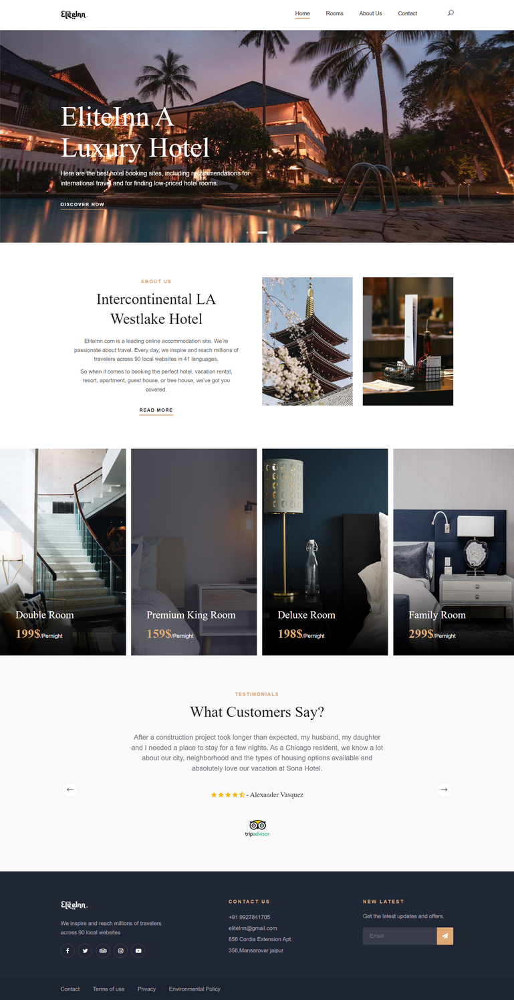 EliteInn.
Home Rooms About Us Contact
EliteInn A
Luxury Hotel
Here are the best hotel booking sites, including recommendations for
international travel and for finding low-priced hotel rooms.
DISCOVER NOW
ABOUT US
Intercontinental LA
Westlake Hotel
EliteInn.com is a leading online accommodation site. We're
passionate about travel. Every day, we inspire and reach millions of
travelers across 90 local websites in 41 languages.
So when it comes to booking the perfect hotel, vacation rental,
resort, apartment, guest house, or tree house, we've got you
covered.
READ MORE
Double Room
199$/Pernight
Premium King Room
159$/Pernight
Deluxe Room
198$/Pernight
Family Room
299$/Pernight
TESTIMONIALS
What Customers Say?
After a construction project took longer than expected, my husband, my daughter
and I needed a place to stay for a few nights. As a Chicago resident, we know a lot
about our city, neighborhood and the types of housing options available and
absolutely love our vacation at Sona Hotel.
- Alexander Vasquez
tripadvisor
EliteInn.
We inspire and reach millions of travelers
across 90 local websites
CONTACT US
+91 9927841705
eliteInn@gmail.com
856 Cordia Extension Apt.
356,Mansarovar jaipur
NEW LATEST
Get the latest updates and offers.
Email
Contact Terms of use Privacy Environmental Policy